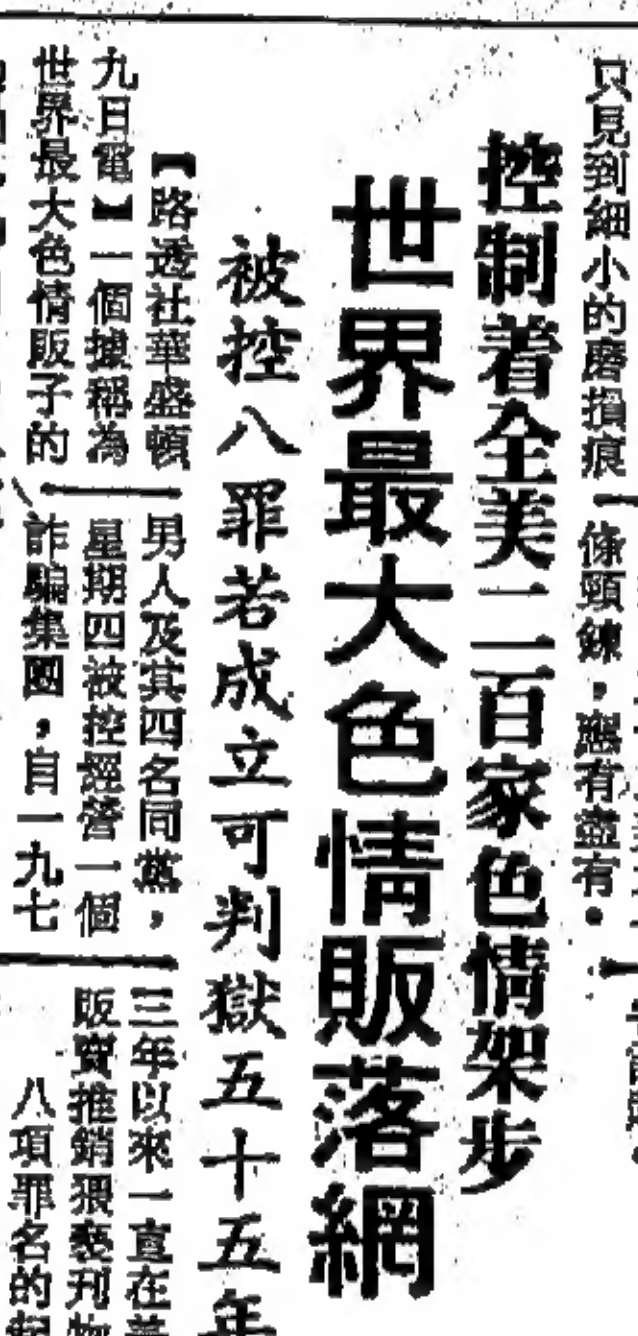 只見到細小的磨損痕
條頸鍊，應有盡有。
控制着全美二百家色情架步
世界最大色情販落網
被控八罪若成立可判獄五十五年
【路透社華盛頓
九日電】一個據稱為
世界最大色情販子的
男人及其四名同黨，
星期四被控經營一個
詐騙集團，自一九七
三年以來一直在美
販賣推銷猥褻刊物
八項罪名的起